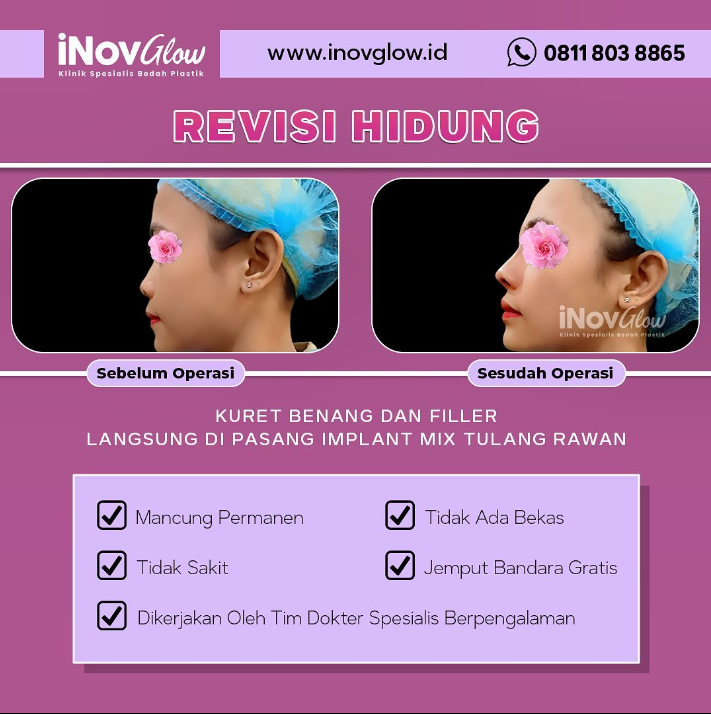 iNovGlow
Klinik Spesialis Bedah Plastik
www.inovglow.id
0811 803 8865
REVISI HIDUNG
iNovGlow
Klinik Spesialis Bedah Plastik
Sebelum Operasi
Sesudah Operasi
KURET BENANG DAN FILLER
LANGSUNG DI PASANG IMPLANT MIX TULANG RAWAN
Mancung Permanen
Tidak Ada Bekas
Tidak Sakit
Jemput Bandara Gratis
Dikerjakan Oleh Tim Dokter Spesialis Berpengalaman